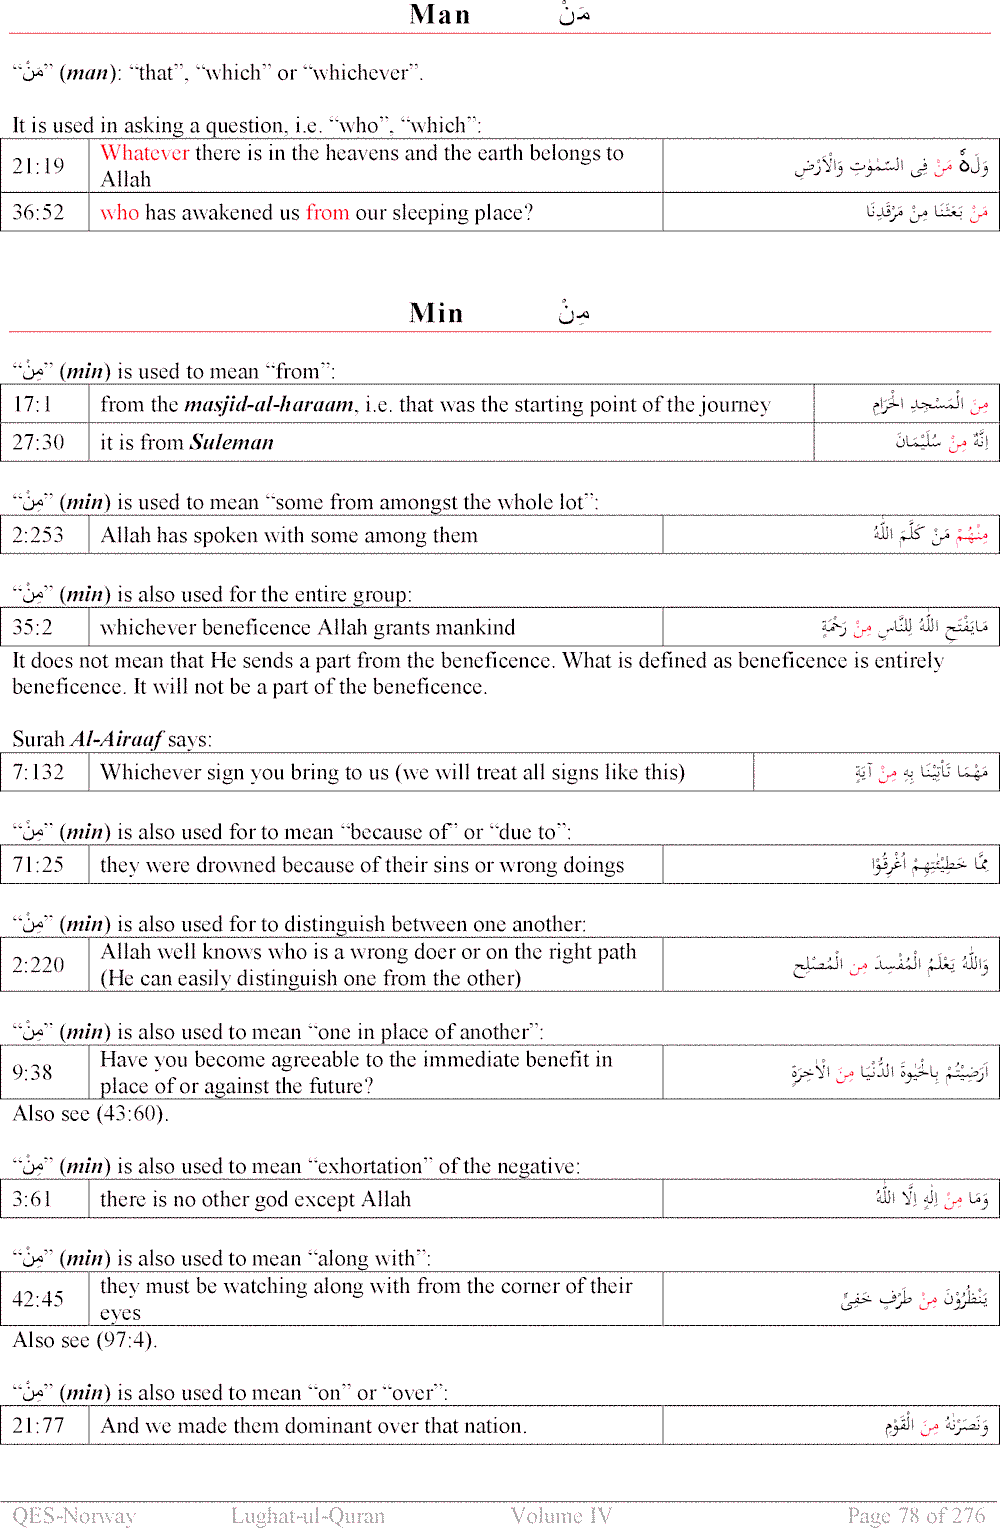 Man مَنْ
“مَنْ” (man): “that”, “which” or “whichever”.
It is used in asking a question, i.e. “who”, “which”:
21:19 Whatever there is in the heavens and the earth belongs to Allah وَلَهٗ مَنْ فِى السَّمٰوٰتِ وَالْاَرْضِ
36:52 who has awakened us from our sleeping place? مَنْ بَعَثَنَا مِنْ مَرْقَدِنَا
Min مِنْ
“مِنْ” (min) is used to mean “from”:
17:1 from the masjid-al-haraam, i.e. that was the starting point of the journey مِنَ الْمَسْجِدِ الْحَرَامِ
27:30 it is from Suleman اِنَّهٗ مِنْ سُلَيْمَانَ
“مِنْ” (min) is used to mean “some from amongst the whole lot”:
2:253 Allah has spoken with some among them مِنْهُمْ مَنْ كَلَّمَ اللّٰهُ
“مِنْ” (min) is also used for the entire group:
35:2 whichever beneficence Allah grants mankind مَايَفْتَحِ اللّٰهُ لِلنَّاسِ مِنْ رَحْمَةٍ
It does not mean that He sends a part from the beneficence. What is defined as beneficence is entirely
beneficence. It will not be a part of the beneficence.
Surah Al-Airaaf says:
7:132 Whichever sign you bring to us (we will treat all signs like this) مَهْمَا تَأْتِيْنَا بِهِ مِنْ آيَةٍ
“مِنْ” (min) is also used for to mean “because of” or “due to”:
71:25 they were drowned because of their sins or wrong doings مِمَّا خَطِيْئٰتِهِمْ اُغْرِقُوْا
“مِنْ” (min) is also used for to distinguish between one another:
2:220 Allah well knows who is a wrong doer or on the right path
(He can easily distinguish one from the other) وَاللّٰهُ يَعْلَمُ الْمُفْسِدَ مِنَ الْمُصْلِحِ
“مِنْ” (min) is also used to mean “one in place of another”:
9:38 Have you become agreeable to the immediate benefit in
place of or against the future? اَرَضِيْتُمْ بِالْحَيٰوةِ الدُّنْيَا مِنَ الْاٰخِرَةِ
Also see (43:60).
“مِنْ” (min) is also used to mean “exhortation” of the negative:
3:61 there is no other god except Allah وَمَا مِنْ اِلٰهٍ اِلَّا اللّٰهُ
“مِنْ” (min) is also used to mean “along with”:
42:45 they must be watching along with from the corner of their
eyes يَنْظُرُوْنَ مِنْ طَرْفٍ خَفِىٍّ
Also see (97:4).
“مِنْ” (min) is also used to mean “on” or “over”:
21:77 And we made them dominant over that nation. وَنَصَرْنٰهُ مِنَ الْقَوْمِ
QES-Norway Lughat-ul-Quran Volume IV Page 78 of 276